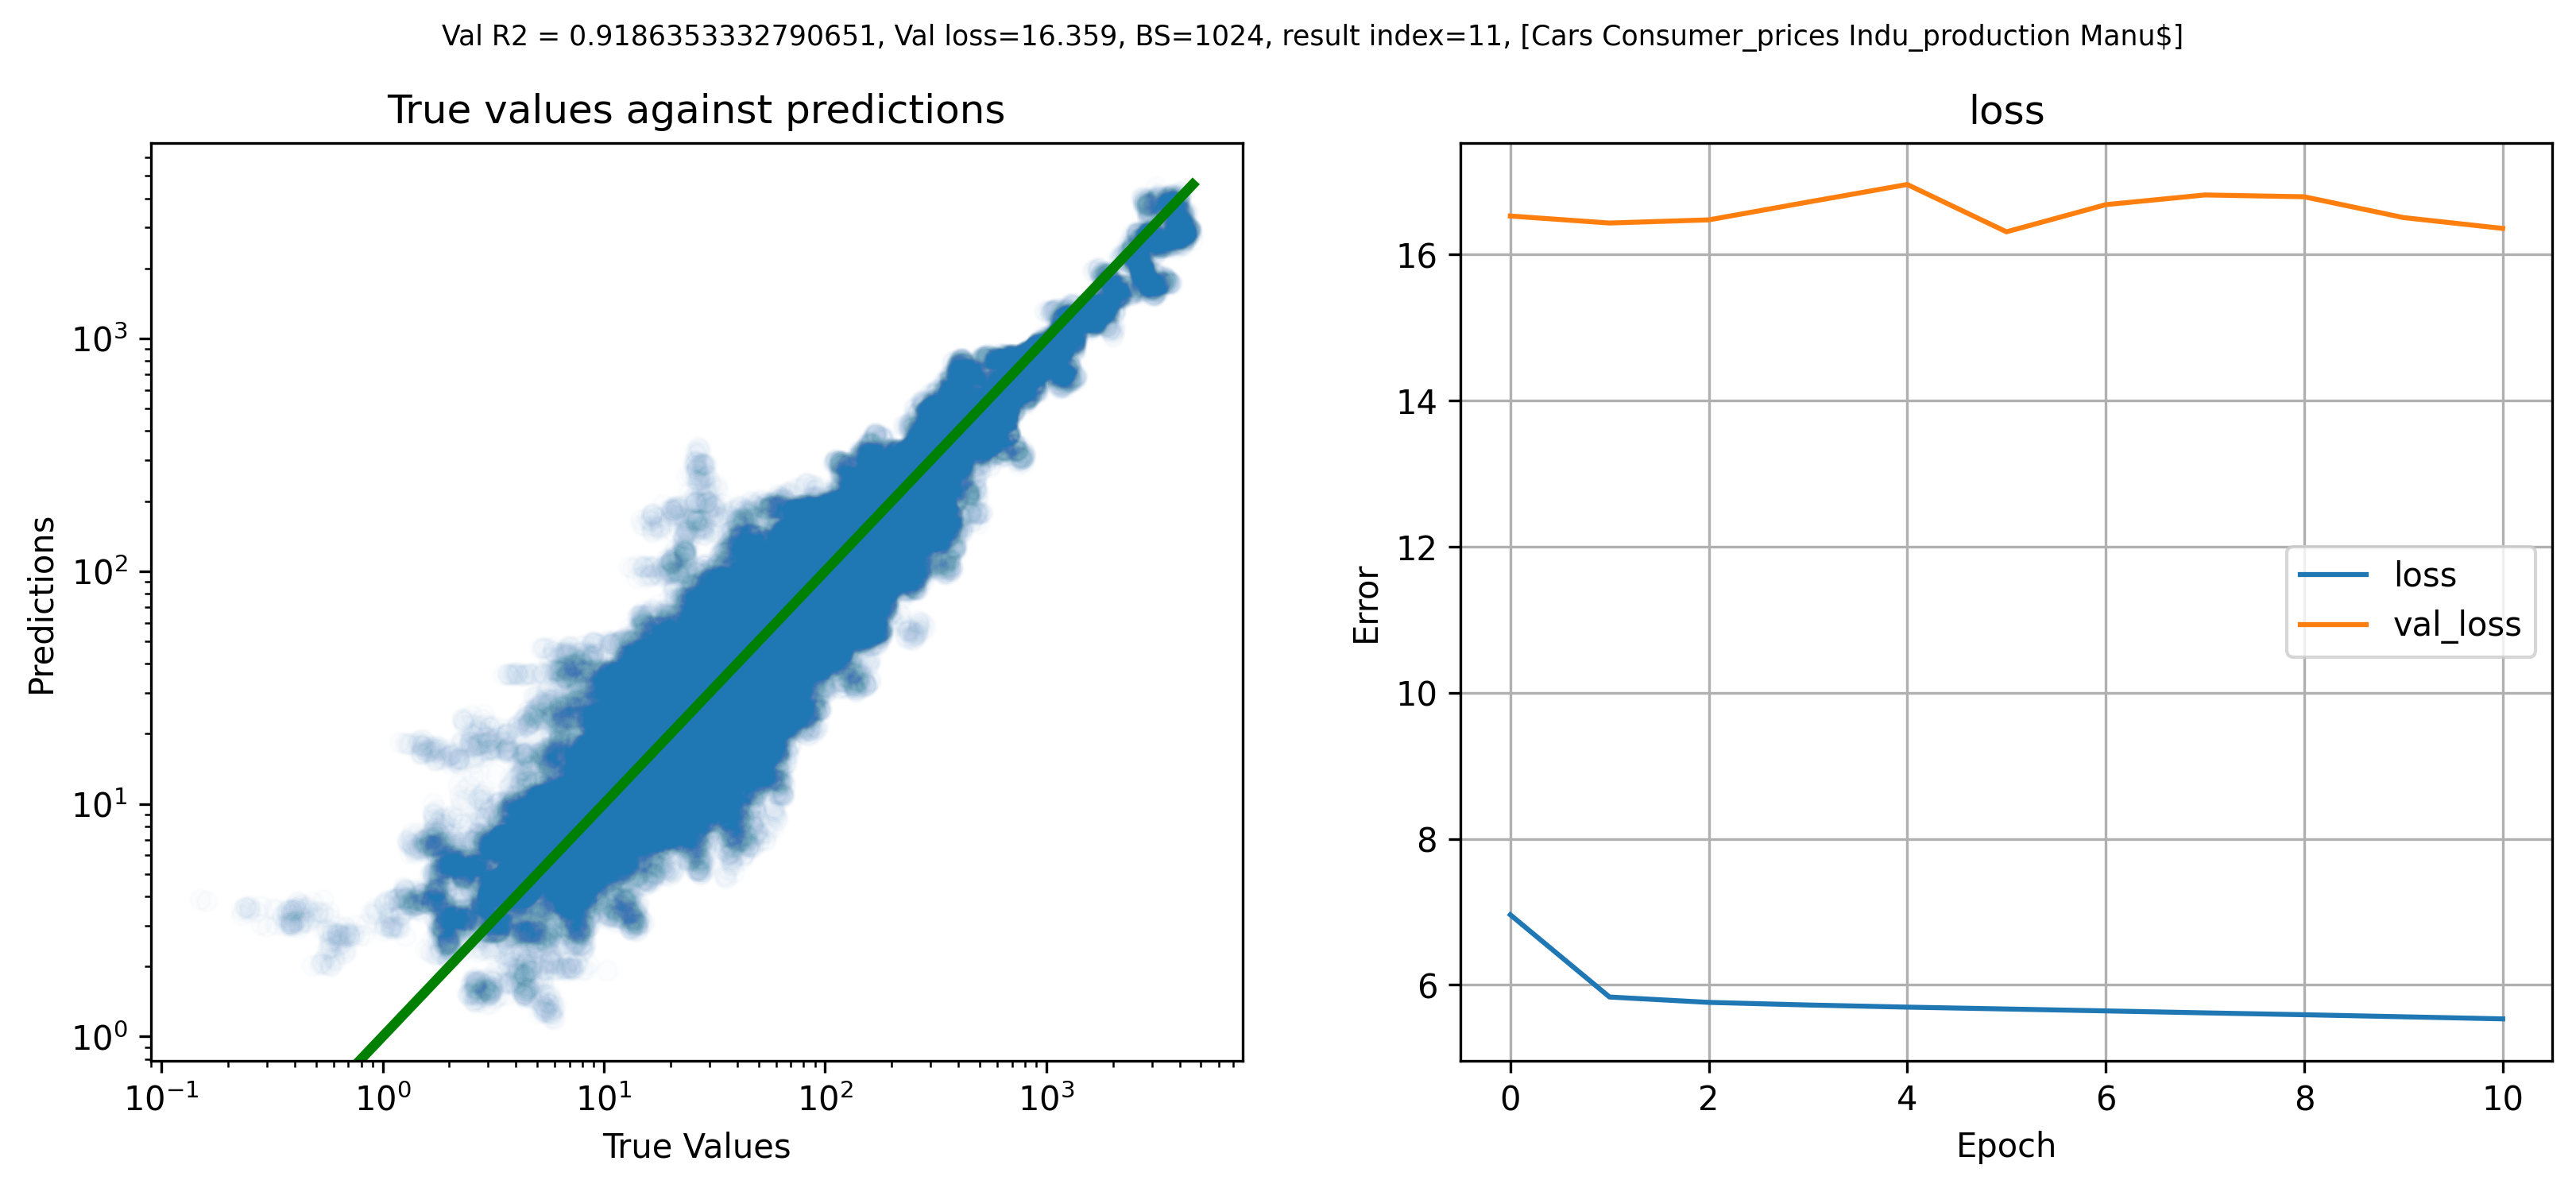 Val R2 = 0.9186353332790651, Val loss=16.359, BS=1024, result index=11, [Cars Consumer_prices Indu_production Manu$]
True values against predictions
Predictions
10³
10²
10¹
10⁰
10⁻¹ 10⁰ 10¹ 10² 10³
True Values
loss
Error
16
14
12
10
8
6
loss
val_loss
0 2 4 6 8 10
Epoch